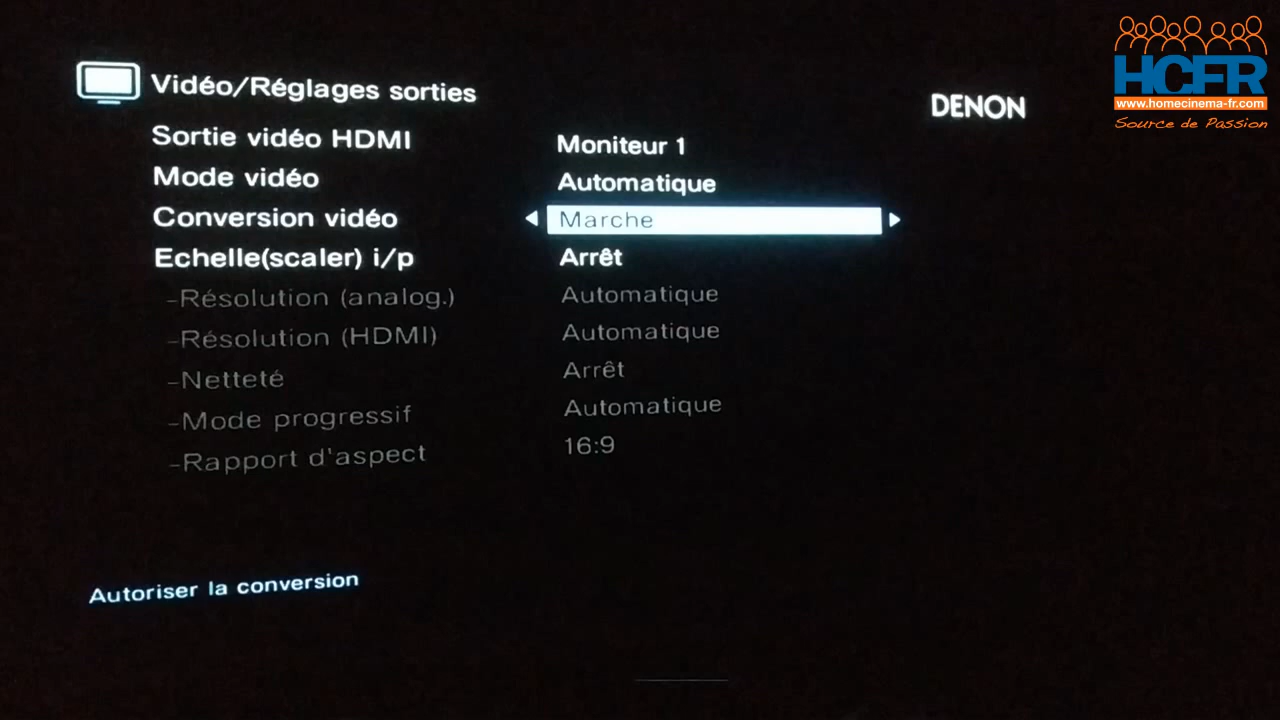 Vidéo/Réglages sorties
DENON
HCFR
www.homecinema-fr.com
Source de Passion
Sortie vidéo HDMI Moniteur 1
Mode vidéo Automatique
Conversion vidéo Marche
Echelle(scaler) i/p Arrêt
-Résolution (analog.) Automatique
-Résolution (HDMI) Automatique
-Netteté Arrêt
-Mode progressif Automatique
-Rapport d'aspect 16:9
Autoriser la conversion